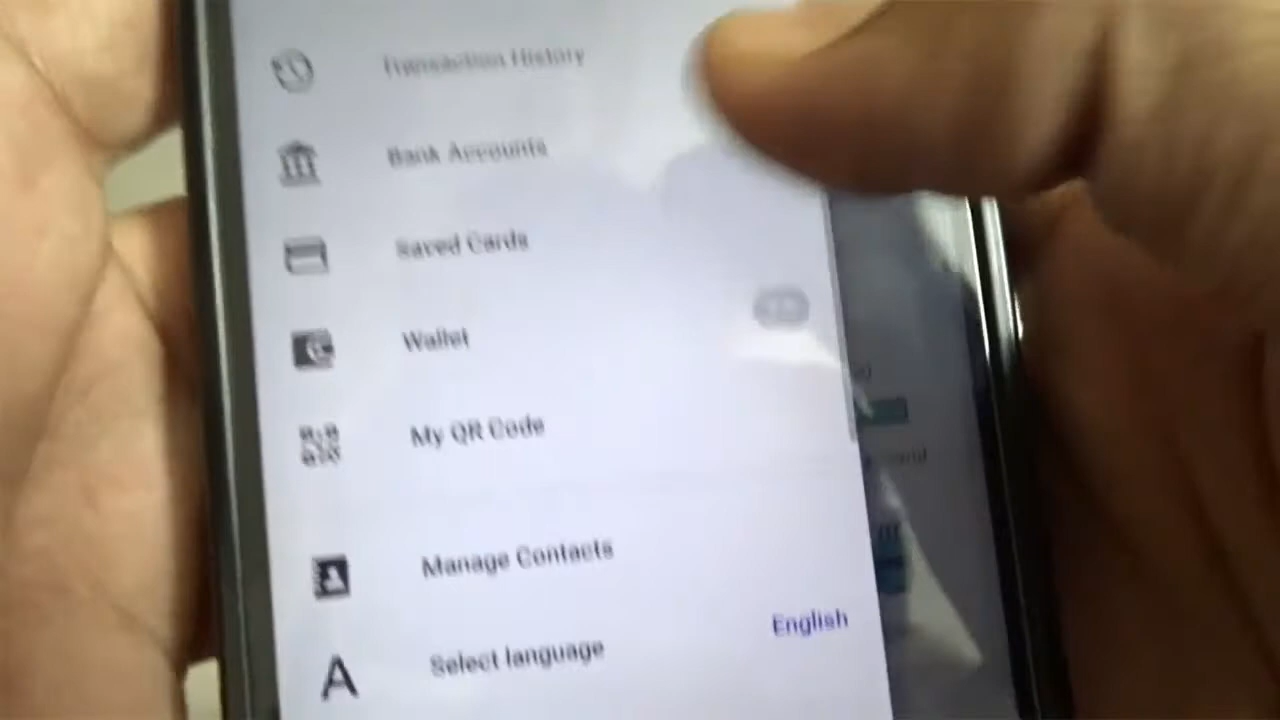 Transaction History
Bank Accounts
Saved Cards
Wallet
My QR Code
Manage Contacts
Select language
English